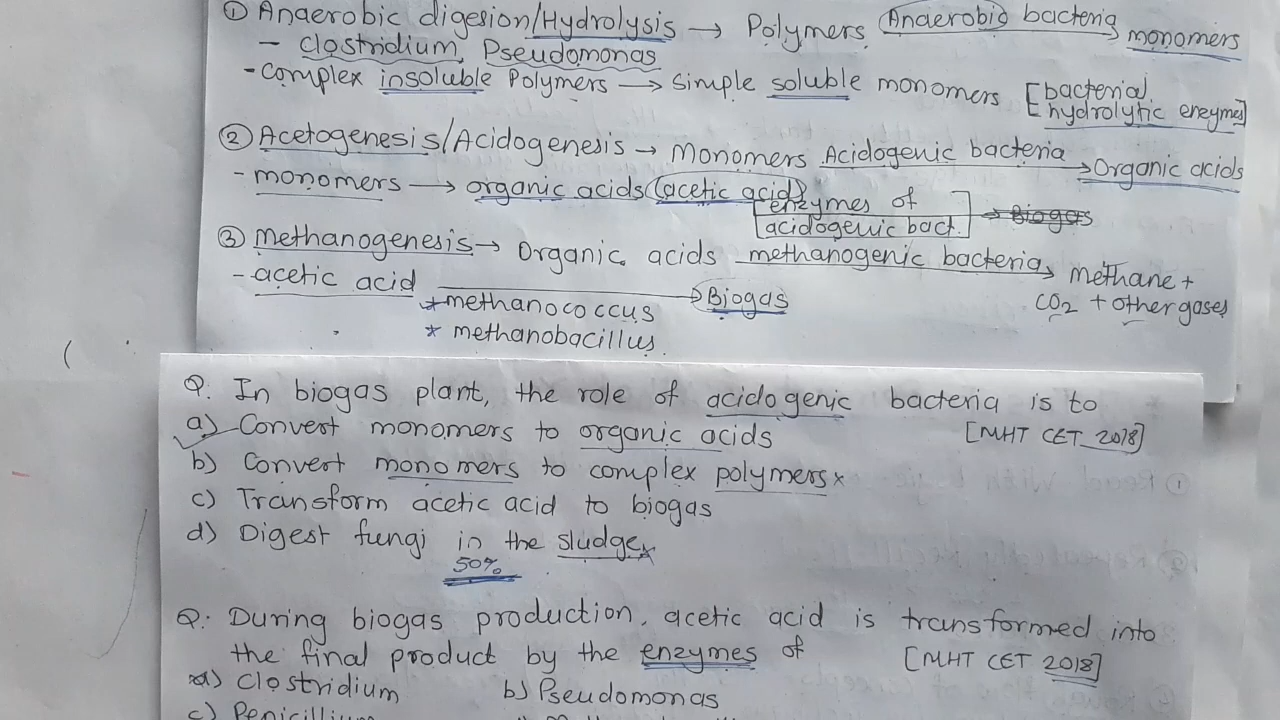 ① Anaerobic digesion/Hydrolysis → Polymers Anaerobic bacteria monomers
- clostridium, Pseudomonas
- complex insoluble Polymers → simple soluble monomers [bacterial hydrolytic enzymes]
② Acetogenesis/Acidogenesis → Monomers Acidogenic bacteria → Organic acids
- monomers → organic acids (acetic acid)
[enzymes of acidogenic bact.] → Biogas
③ methanogenesis → Organic acids methanogenic bacteria → methane +
CO2 + other gases
- acetic acid → Biogas
* methanococcus
* methanobacillus.
Q. In biogas plant, the role of acidogenic bacteria is to
a) Convert monomers to organic acids [MHT CET 2018]
b) Convert monomers to complex polymers x
c) Transform acetic acid to biogas
d) Digest fungi in the sludge x
50%
Q. During biogas production, acetic acid is transformed into
the final product by the enzymes of [MHT CET 2018]
a) clostridium b) Pseudomonas
c) Penicillium